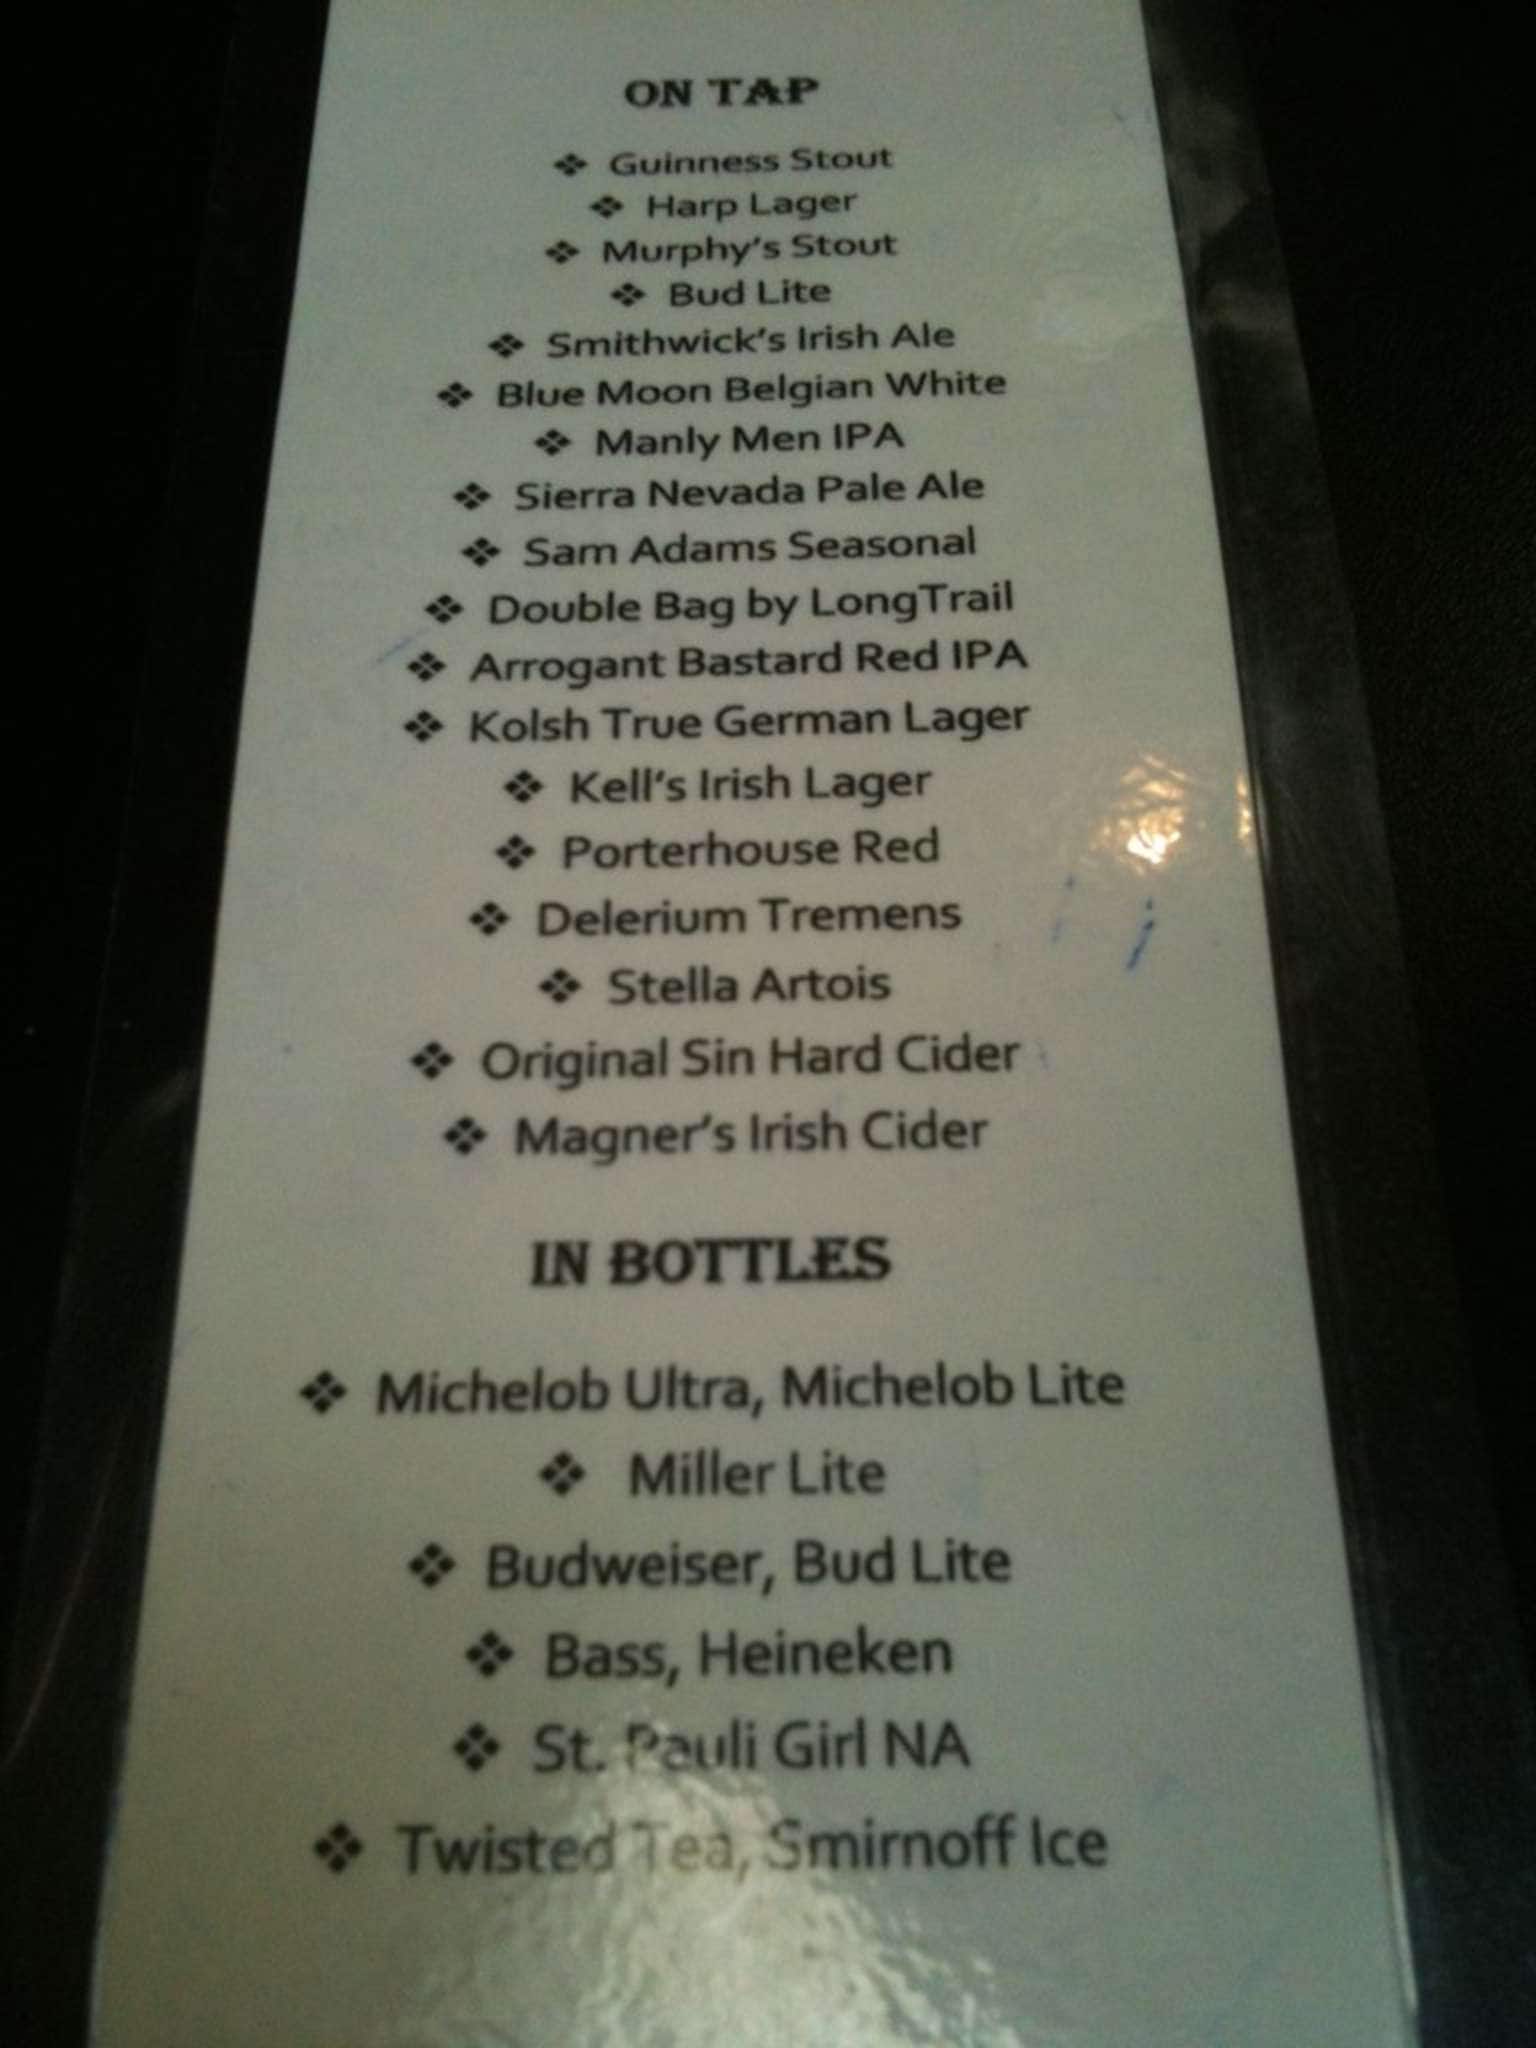 ON TAP
❖ Guinness Stout
❖ Harp Lager
❖ Murphy's Stout
❖ Bud Lite
❖ Smithwick's Irish Ale
❖ Blue Moon Belgian White
❖ Manly Men IPA
❖ Sierra Nevada Pale Ale
❖ Sam Adams Seasonal
❖ Double Bag by LongTrail
❖ Arrogant Bastard Red IPA
❖ Kolsh True German Lager
❖ Kell's Irish Lager
❖ Porterhouse Red
❖ Delerium Tremens
❖ Stella Artois
❖ Original Sin Hard Cider
❖ Magner's Irish Cider
IN BOTTLES
❖ Michelob Ultra, Michelob Lite
❖ Miller Lite
❖ Budweiser, Bud Lite
❖ Bass, Heineken
❖ St. Pauli Girl NA
❖ Twisted Tea, Smirnoff Ice